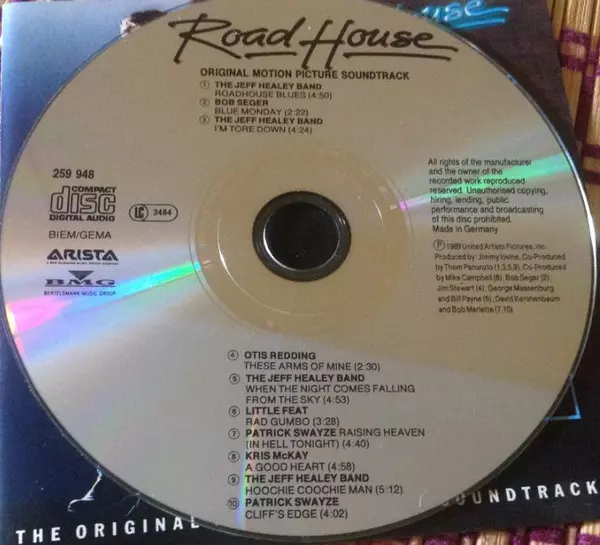 use
Road House
ORIGINAL MOTION PICTURE SOUNDTRACK
1 THE JEFF HEALEY BAND
ROADHOUSE BLUES (4:50)
2 BOB SEGER
BLUE MONDAY (2:22)
3 THE JEFF HEALEY BAND
I'M TORE DOWN (4:24)
259 948
COMPACT
disc
DIGITAL AUDIO
LC 3484
BIEM/GEMA
ARISTA
BMG
BERTELSMANN MUSIC GROUP
All rights of the manufacturer
and the owner of the
recorded work reproduced
reserved. Unauthorised copying,
hiring, lending, public
performance and broadcasting
of this disc prohibited.
Made in Germany
℗ 1989 United Artists Pictures, Inc.
Produced by: Jimmy Iovine, Co-Produced
by Thom Panunzio (1,3,5,9), Co-Produced
by Mike Campbell (8), Bob Seger (2),
Jim Stewart (4), George Massenburg
and Bill Payne (6), David Kershenbaum
and Bob Marlette (7,10)
4 OTIS REDDING
THESE ARMS OF MINE (2:30)
5 THE JEFF HEALEY BAND
WHEN THE NIGHT COMES FALLING
FROM THE SKY (4:53)
6 LITTLE FEAT
RAD GUMBO (3:28)
7 PATRICK SWAYZE RAISING HEAVEN
(IN HELL TONIGHT) (4:40)
8 KRIS McKAY
A GOOD HEART (4:58)
9 THE JEFF HEALEY BAND
HOOCHIE COOCHIE MAN (5:12)
10 PATRICK SWAYZE
CLIFF'S EDGE (4:02)
THE ORIGINAL SOUNDTRACK